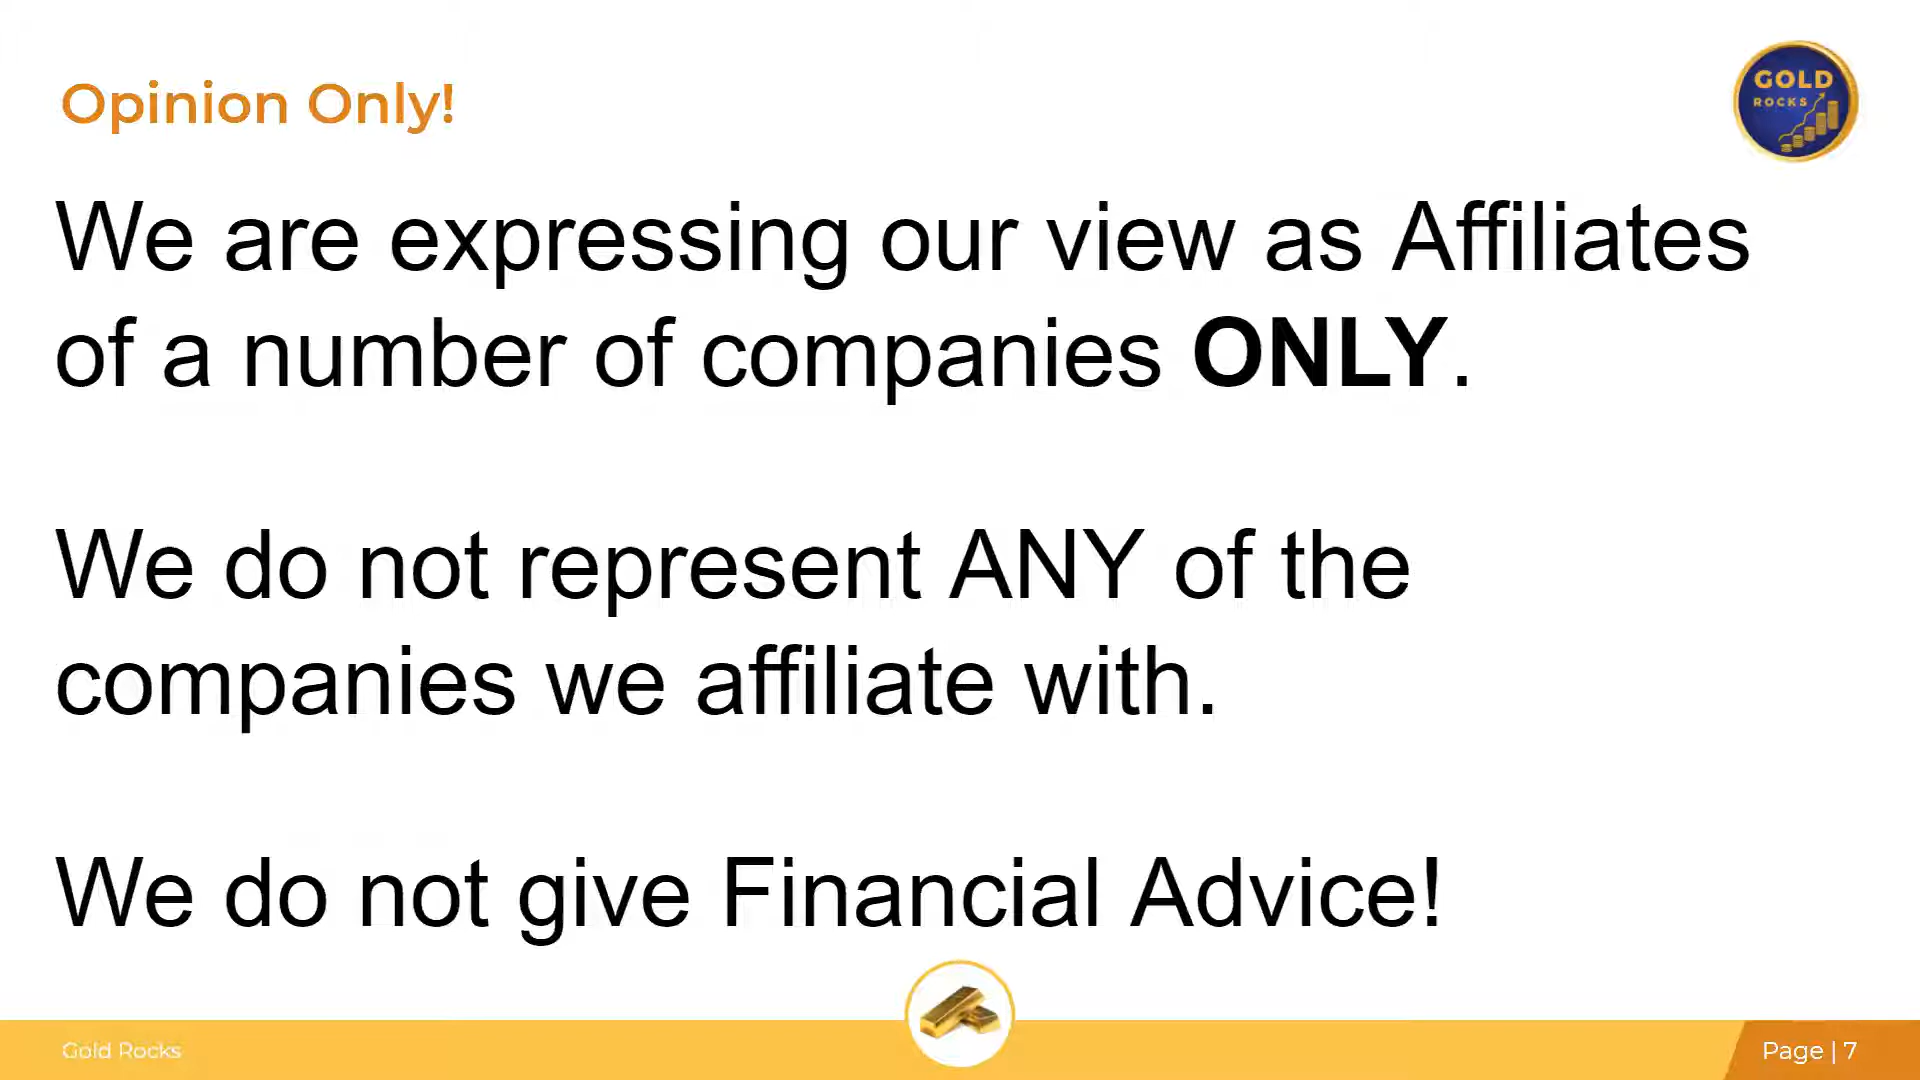 Opinion Only!
GOLD
ROCKS
We are expressing our view as Affiliates
of a number of companies ONLY.
We do not represent ANY of the
companies we affiliate with.
We do not give Financial Advice!
Gold Rocks
Page | 7